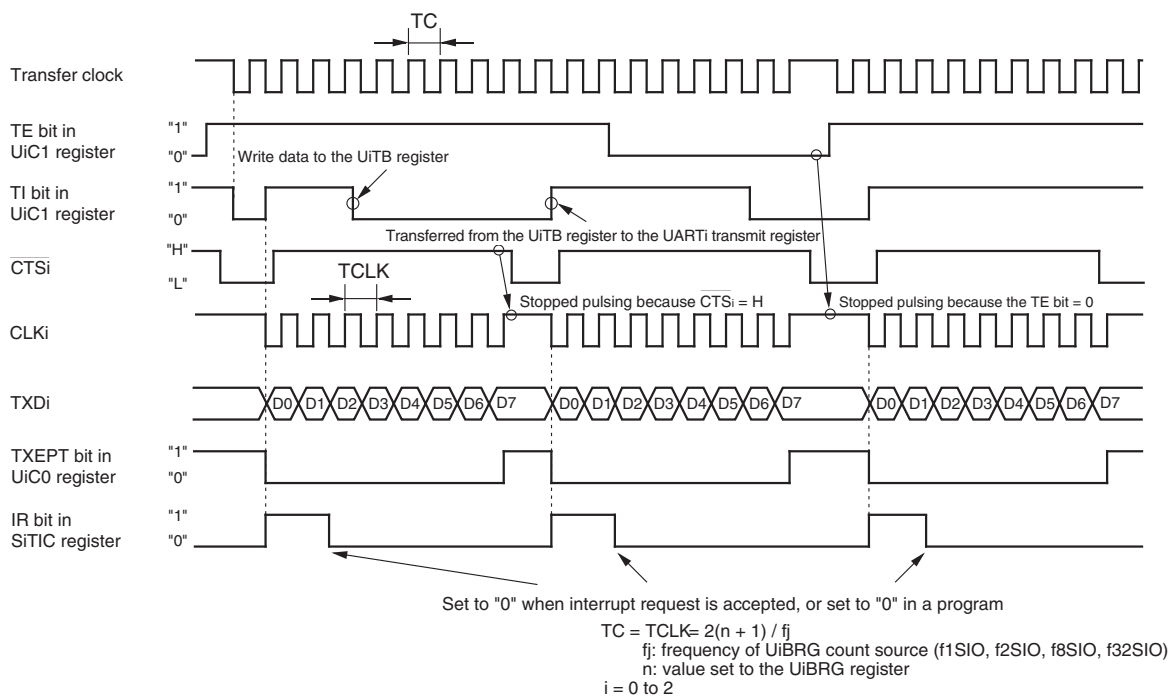 TC
Transfer clock
TE bit in
UiC1 register
"1"
"0"
Write data to the UiTB register
TI bit in
UiC1 register
"1"
"0"
Transferred from the UiTB register to the UARTi transmit register
CTSi
"H"
"L"
TCLK
Stopped pulsing because CTSi = H
Stopped pulsing because the TE bit = 0
CLKi
TXDi
D0 D1 D2 D3 D4 D5 D6 D7
D0 D1 D2 D3 D4 D5 D6 D7
D0 D1 D2 D3 D4 D5 D6 D7
TXEPT bit in
UiC0 register
"1"
"0"
IR bit in
SiTIC register
"1"
"0"
Set to "0" when interrupt request is accepted, or set to "0" in a program
TC = TCLK= 2(n + 1) / fj
fj: frequency of UiBRG count source (f1SIO, f2SIO, f8SIO, f32SIO)
n: value set to the UiBRG register
i = 0 to 2